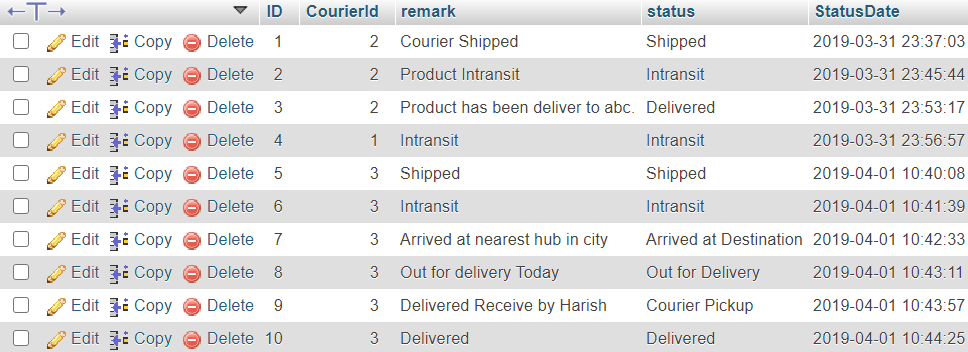 ID CourierId remark status StatusDate
Edit Copy Delete 1 2 Courier Shipped Shipped 2019-03-31 23:37:03
Edit Copy Delete 2 2 Product Intransit Intransit 2019-03-31 23:45:44
Edit Copy Delete 3 2 Product has been deliver to abc. Delivered 2019-03-31 23:53:17
Edit Copy Delete 4 1 Intransit Intransit 2019-03-31 23:56:57
Edit Copy Delete 5 3 Shipped Shipped 2019-04-01 10:40:08
Edit Copy Delete 6 3 Intransit Intransit 2019-04-01 10:41:39
Edit Copy Delete 7 3 Arrived at nearest hub in city Arrived at Destination 2019-04-01 10:42:33
Edit Copy Delete 8 3 Out for delivery Today Out for Delivery 2019-04-01 10:43:11
Edit Copy Delete 9 3 Delivered Receive by Harish Courier Pickup 2019-04-01 10:43:57
Edit Copy Delete 10 3 Delivered Delivered 2019-04-01 10:44:25